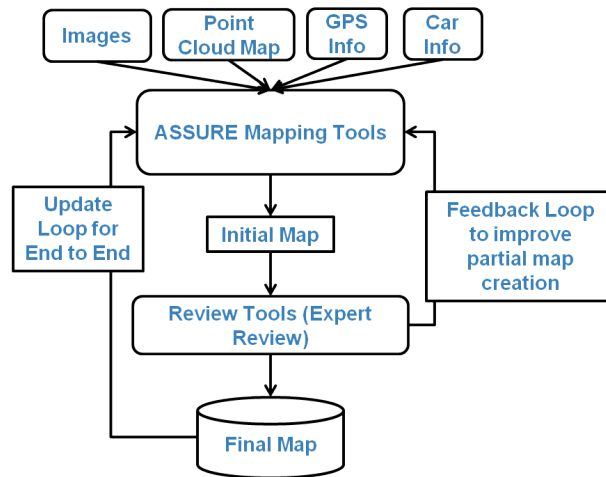 Images
Point
Cloud Map
GPS
Info
Car
Info
ASSURE Mapping Tools
Update
Loop for
End to End
Initial Map
Feedback Loop
to improve
partial map
creation
Review Tools (Expert
Review)
Final Map